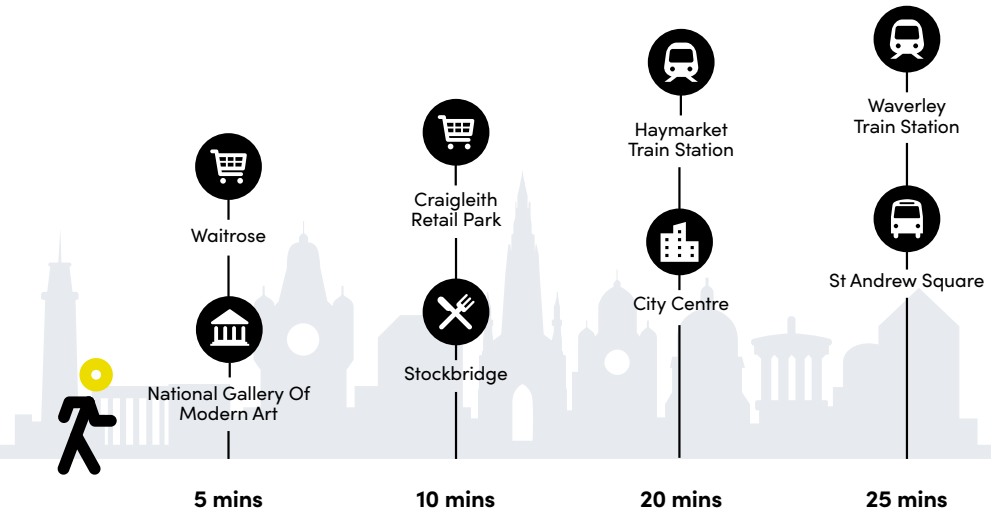 Waitrose
National Gallery Of
Modern Art
5 mins
Craigleith
Retail Park
Stockbridge
10 mins
Haymarket
Train Station
City Centre
20 mins
Waverley
Train Station
St Andrew Square
25 mins